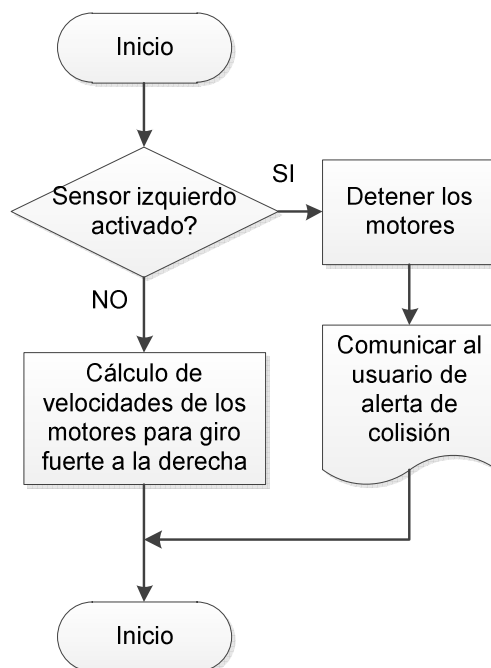 Inicio
Sensor izquierdo
activado?
SI
Detener los
motores
NO
Comunicar al
usuario de
alerta de
colisión
Cálculo de
velocidades de los
motores para giro
fuerte a la derecha
Inicio